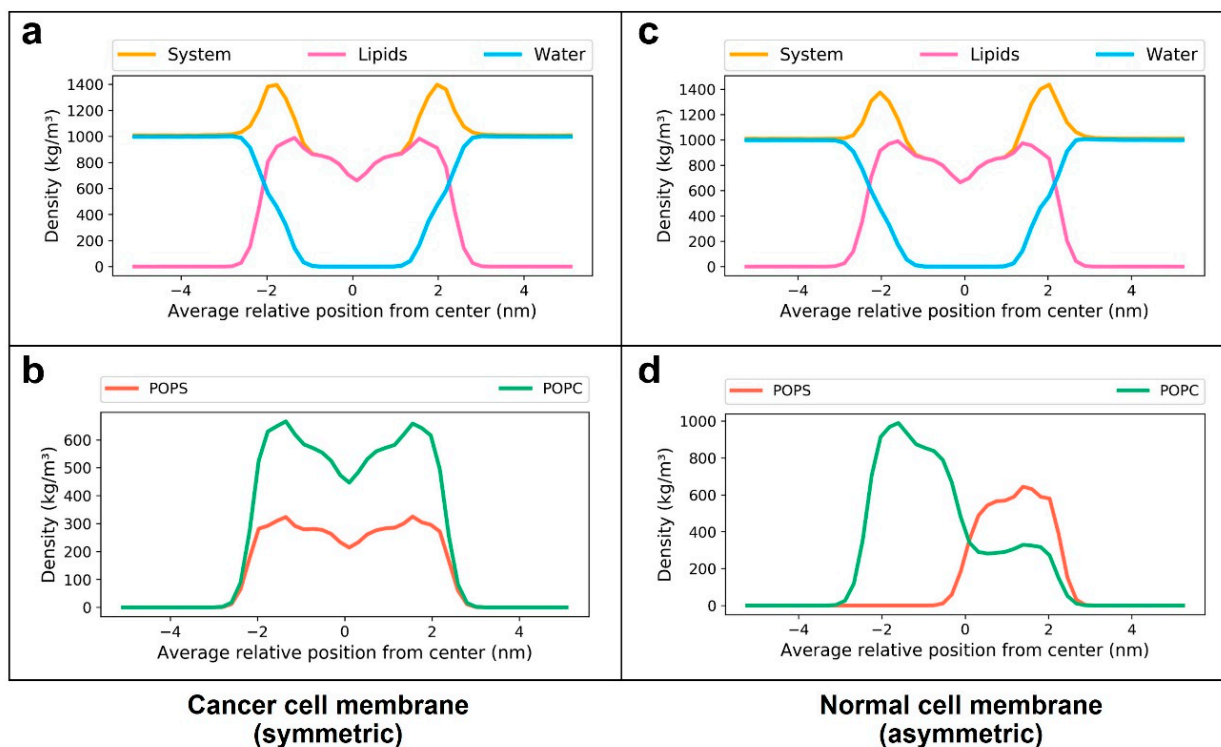 a
System Lipids Water
1400
1200
1000
800
600
400
200
0
Density (kg/m³)
−4 −2 0 2 4
Average relative position from center (nm)
c
System Lipids Water
1400
1200
1000
800
600
400
200
0
Density (kg/m³)
−4 −2 0 2 4
Average relative position from center (nm)
b
POPS POPC
600
500
400
300
200
100
0
Density (kg/m³)
−4 −2 0 2 4
Average relative position from center (nm)
d
POPS POPC
1000
800
600
400
200
0
Density (kg/m³)
−4 −2 0 2 4
Average relative position from center (nm)
Cancer cell membrane
(symmetric)
Normal cell membrane
(asymmetric)